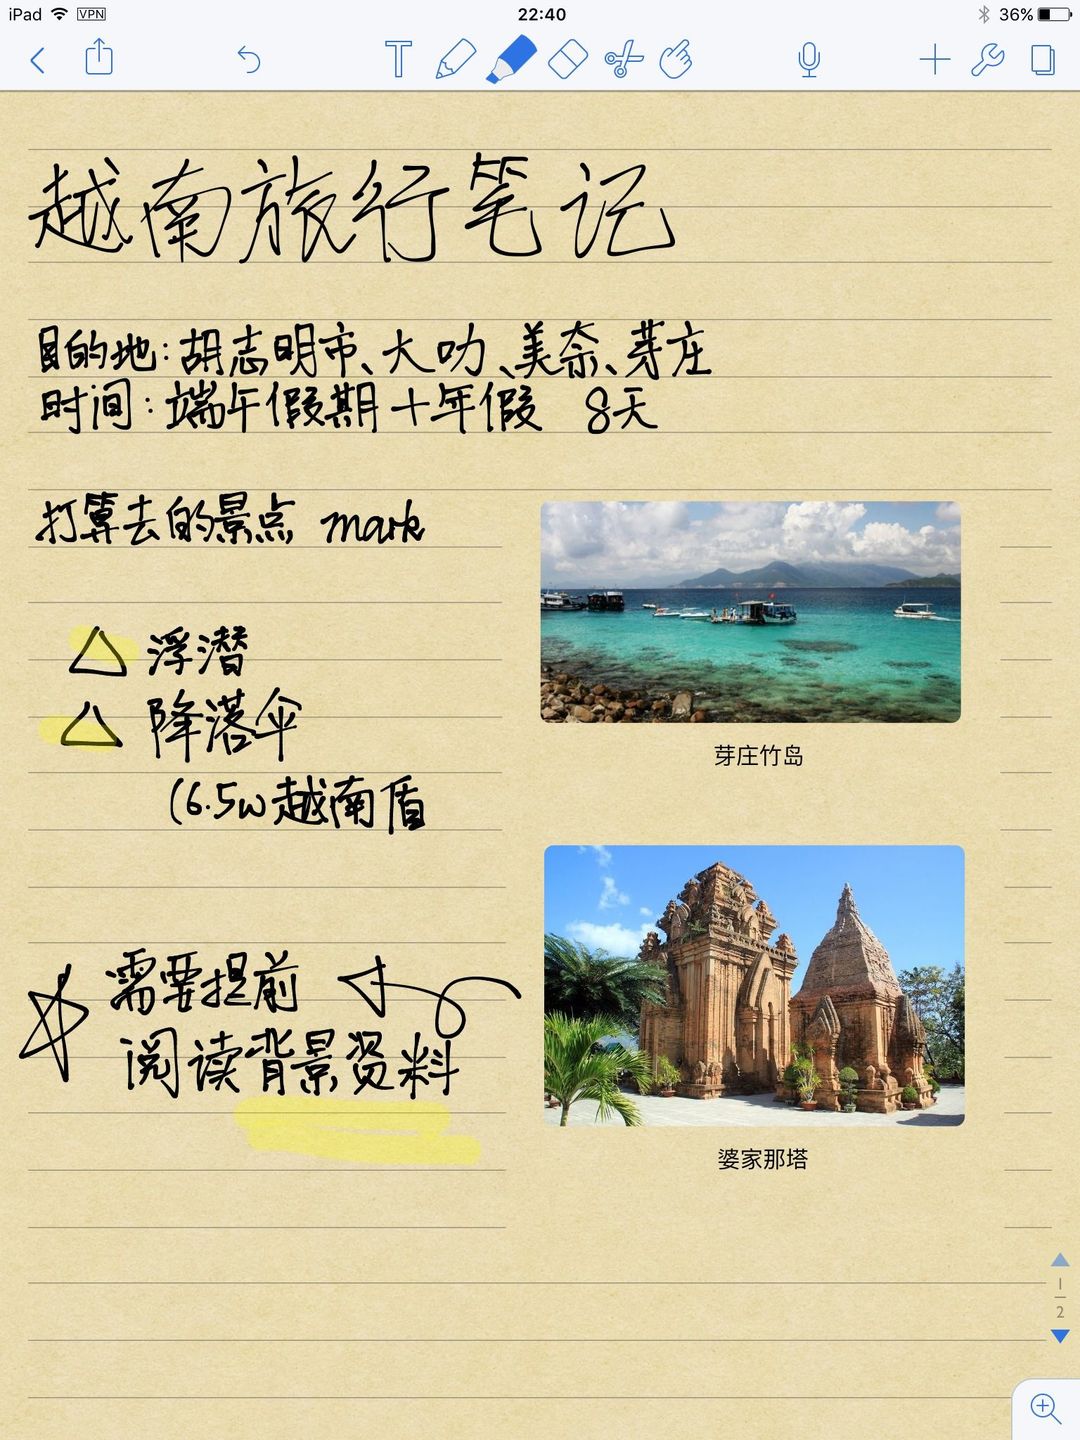 iPad VPN 22:40 36%
越南旅行笔记
目的地:胡志明市、大叻、美奈、芽庄
时间:端午假期+年假 8天
打算去的景点 mark
△ 浮潜
△ 降落伞
(6.5w越南盾
芽庄竹岛
需要提前
阅读背景资料
婆家那塔
1
2